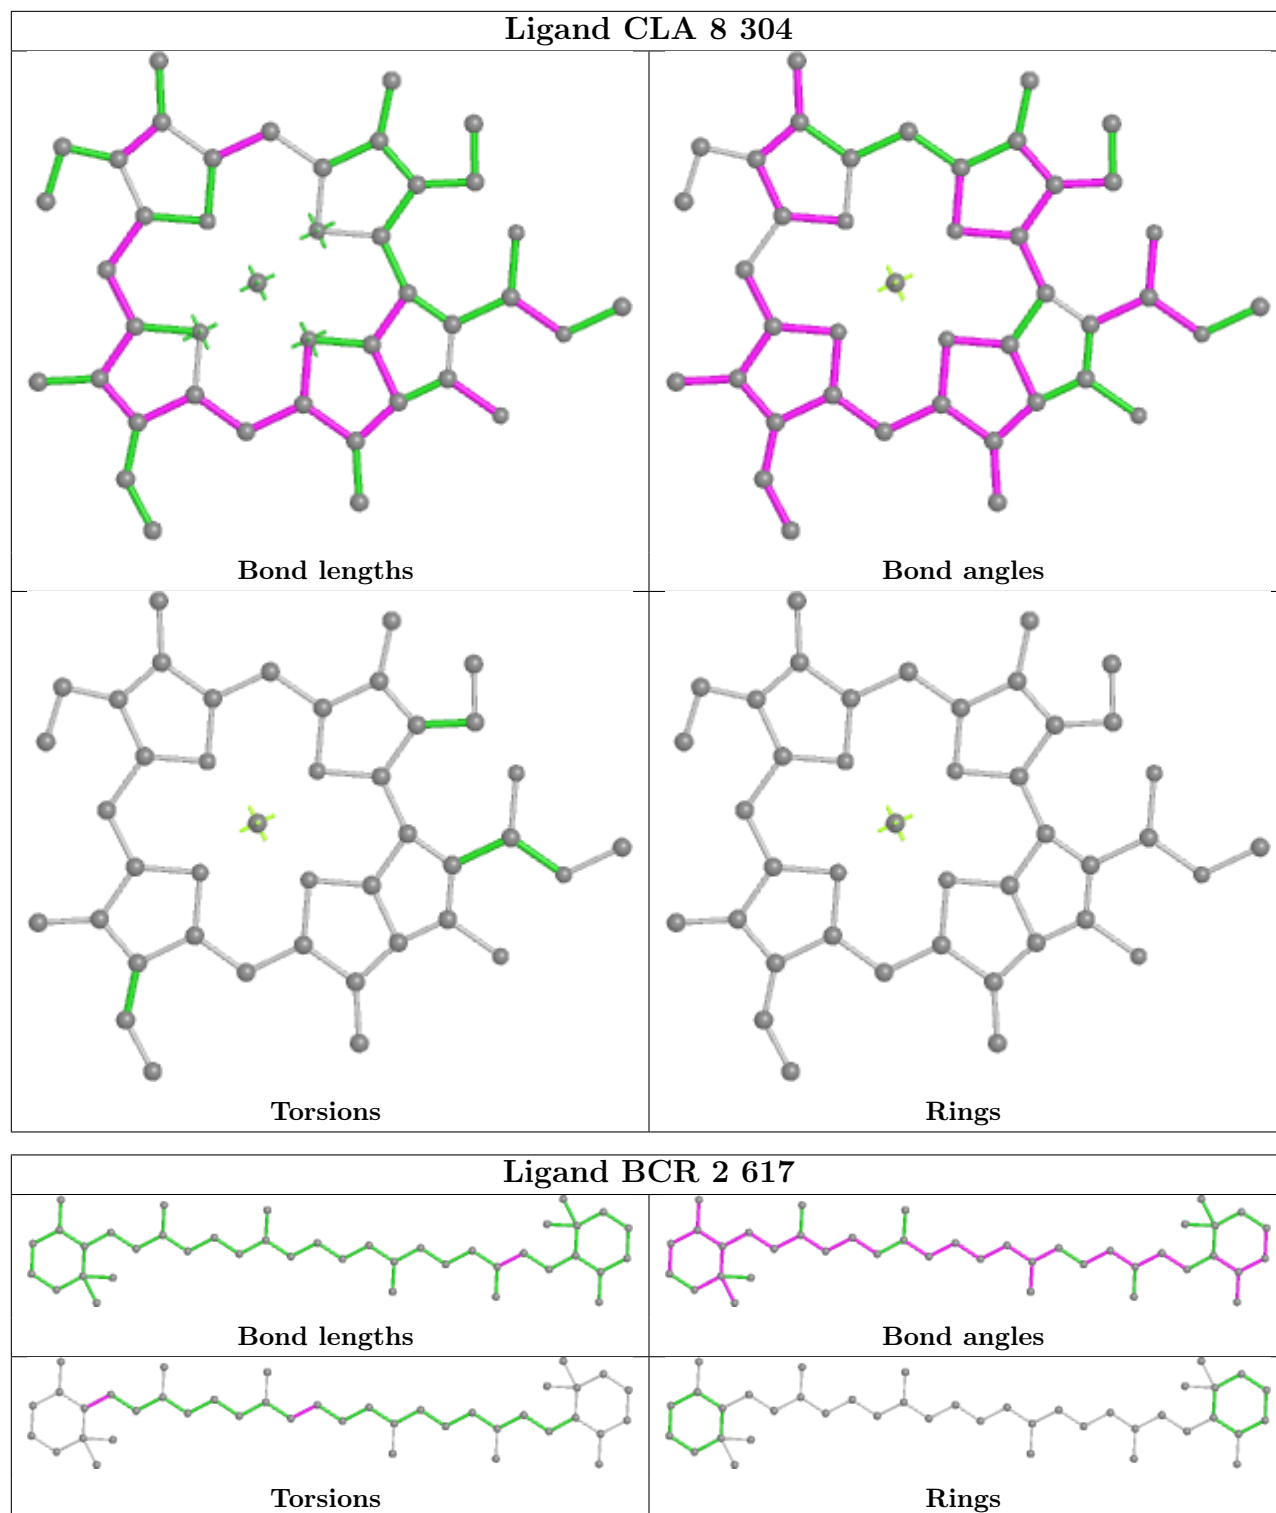 Ligand CLA 8 304
Bond lengths
Bond angles
Torsions
Rings
Ligand BCR 2 617
Bond lengths
Bond angles
Torsions
Rings